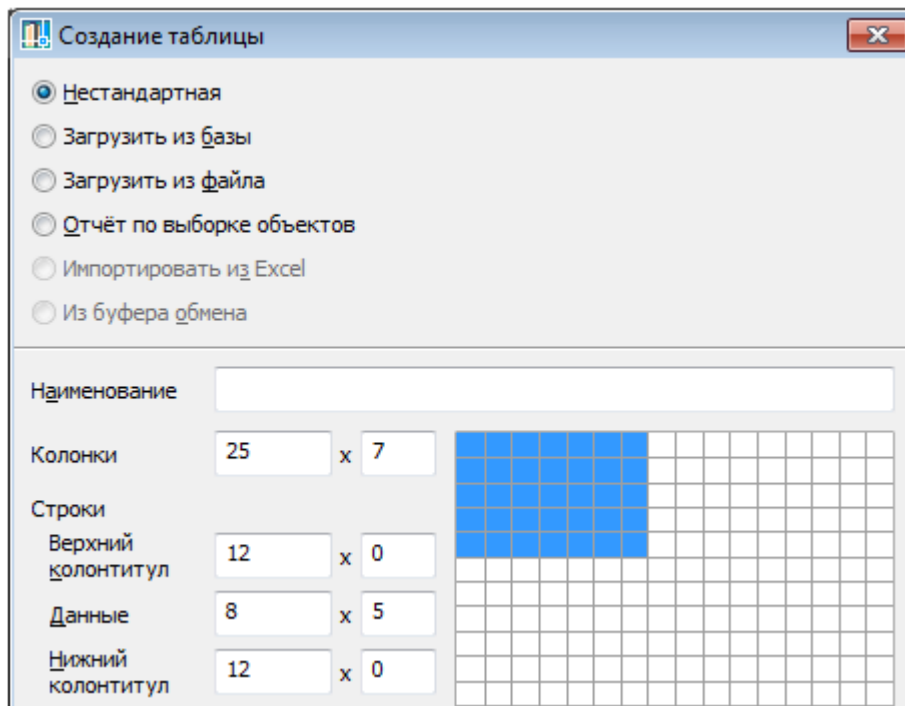 Создание таблицы
Нестандартная
Загрузить из базы
Загрузить из файла
Отчёт по выборке объектов
Импортировать из Excel
Из буфера обмена
Наименование
Колонки 25 x 7
Строки
Верхний
колонтитул 12 x 0
Данные 8 x 5
Нижний
колонтитул 12 x 0